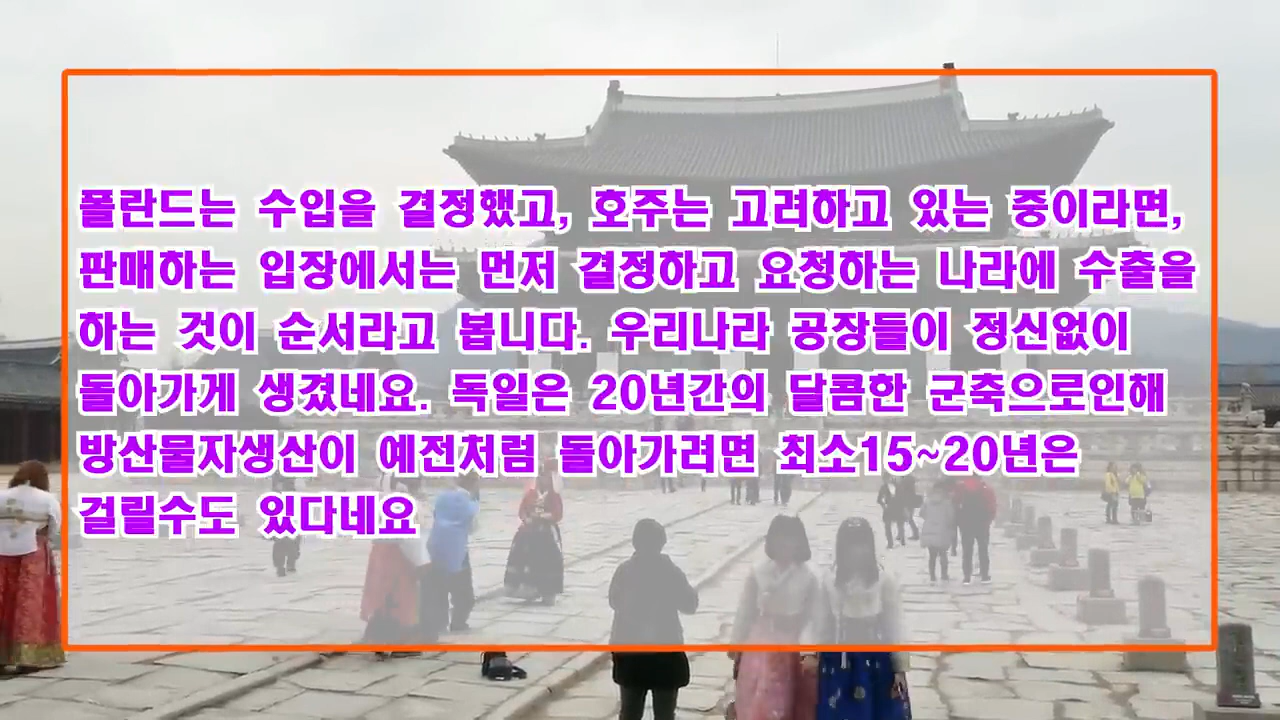 폴란드는 수입을 결정했고, 호주는 고려하고 있는 중이라면,
판매하는 입장에서는 먼저 결정하고 요청하는 나라에 수출을
하는 것이 순서라고 봅니다. 우리나라 공장들이 정신없이
돌아가게 생겼네요. 독일은 20년간의 달콤한 군축으로인해
방산물자생산이 예전처럼 돌아가려면 최소15~20년은
걸릴수도 있다네요